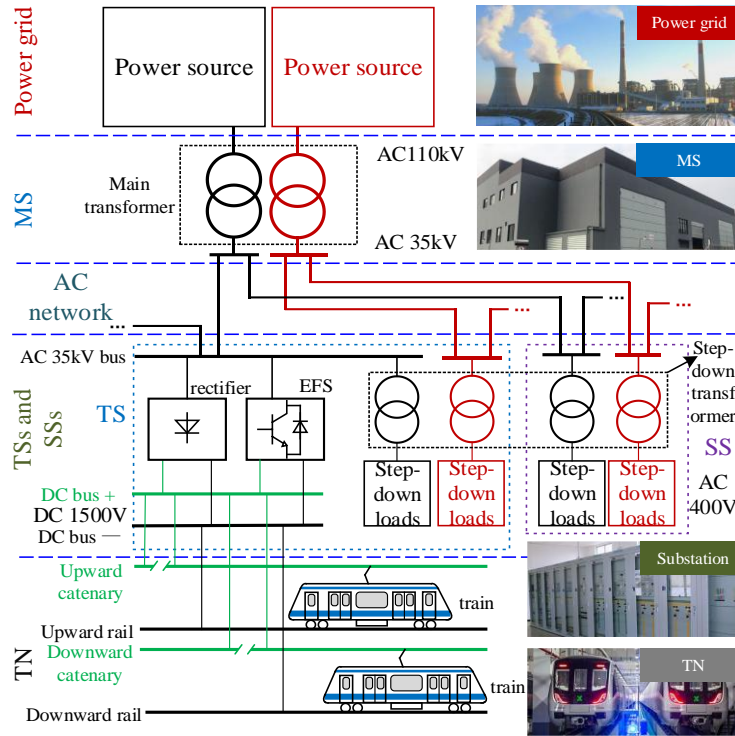 Power grid
Power source
Power source
Power grid
MS
Main
transformer
AC110kV
AC 35kV
MS
AC
network
...
...
...
AC 35kV bus
TSs and
SSs
TS
rectifier
EFS
Step-
down
transf
ormer
SS
AC
400V
Step-
down
loads
Step-
down
loads
Step-
down
loads
Step-
down
loads
DC bus +
DC 1500V
DC bus —
Substation
TN
Upward
catenary
train
Upward rail
Downward
catenary
train
Downward rail
TN